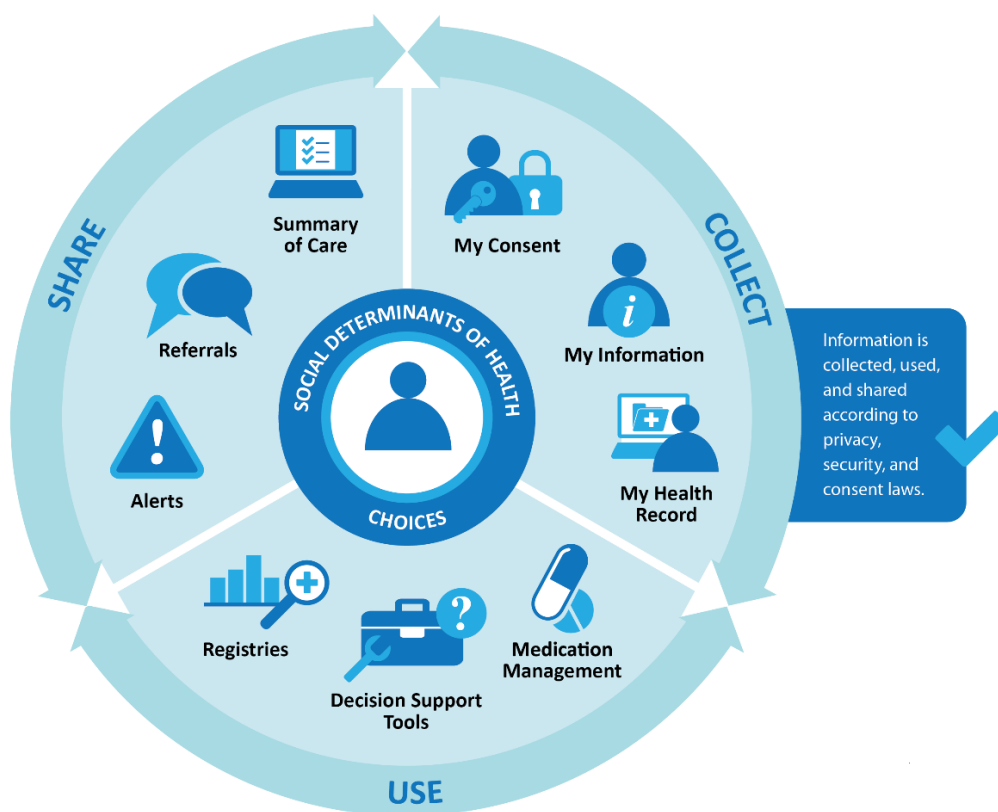 SHARE
COLLECT
USE
Summary
of Care
Referrals
Alerts
My Consent
i
My Information
My Health
Record
SOCIAL DETERMINANTS OF HEALTH
CHOICES
!
Registries
?
Decision Support
Tools
Medication
Management
Information is
collected, used,
and shared
according to
privacy,
security, and
consent laws.